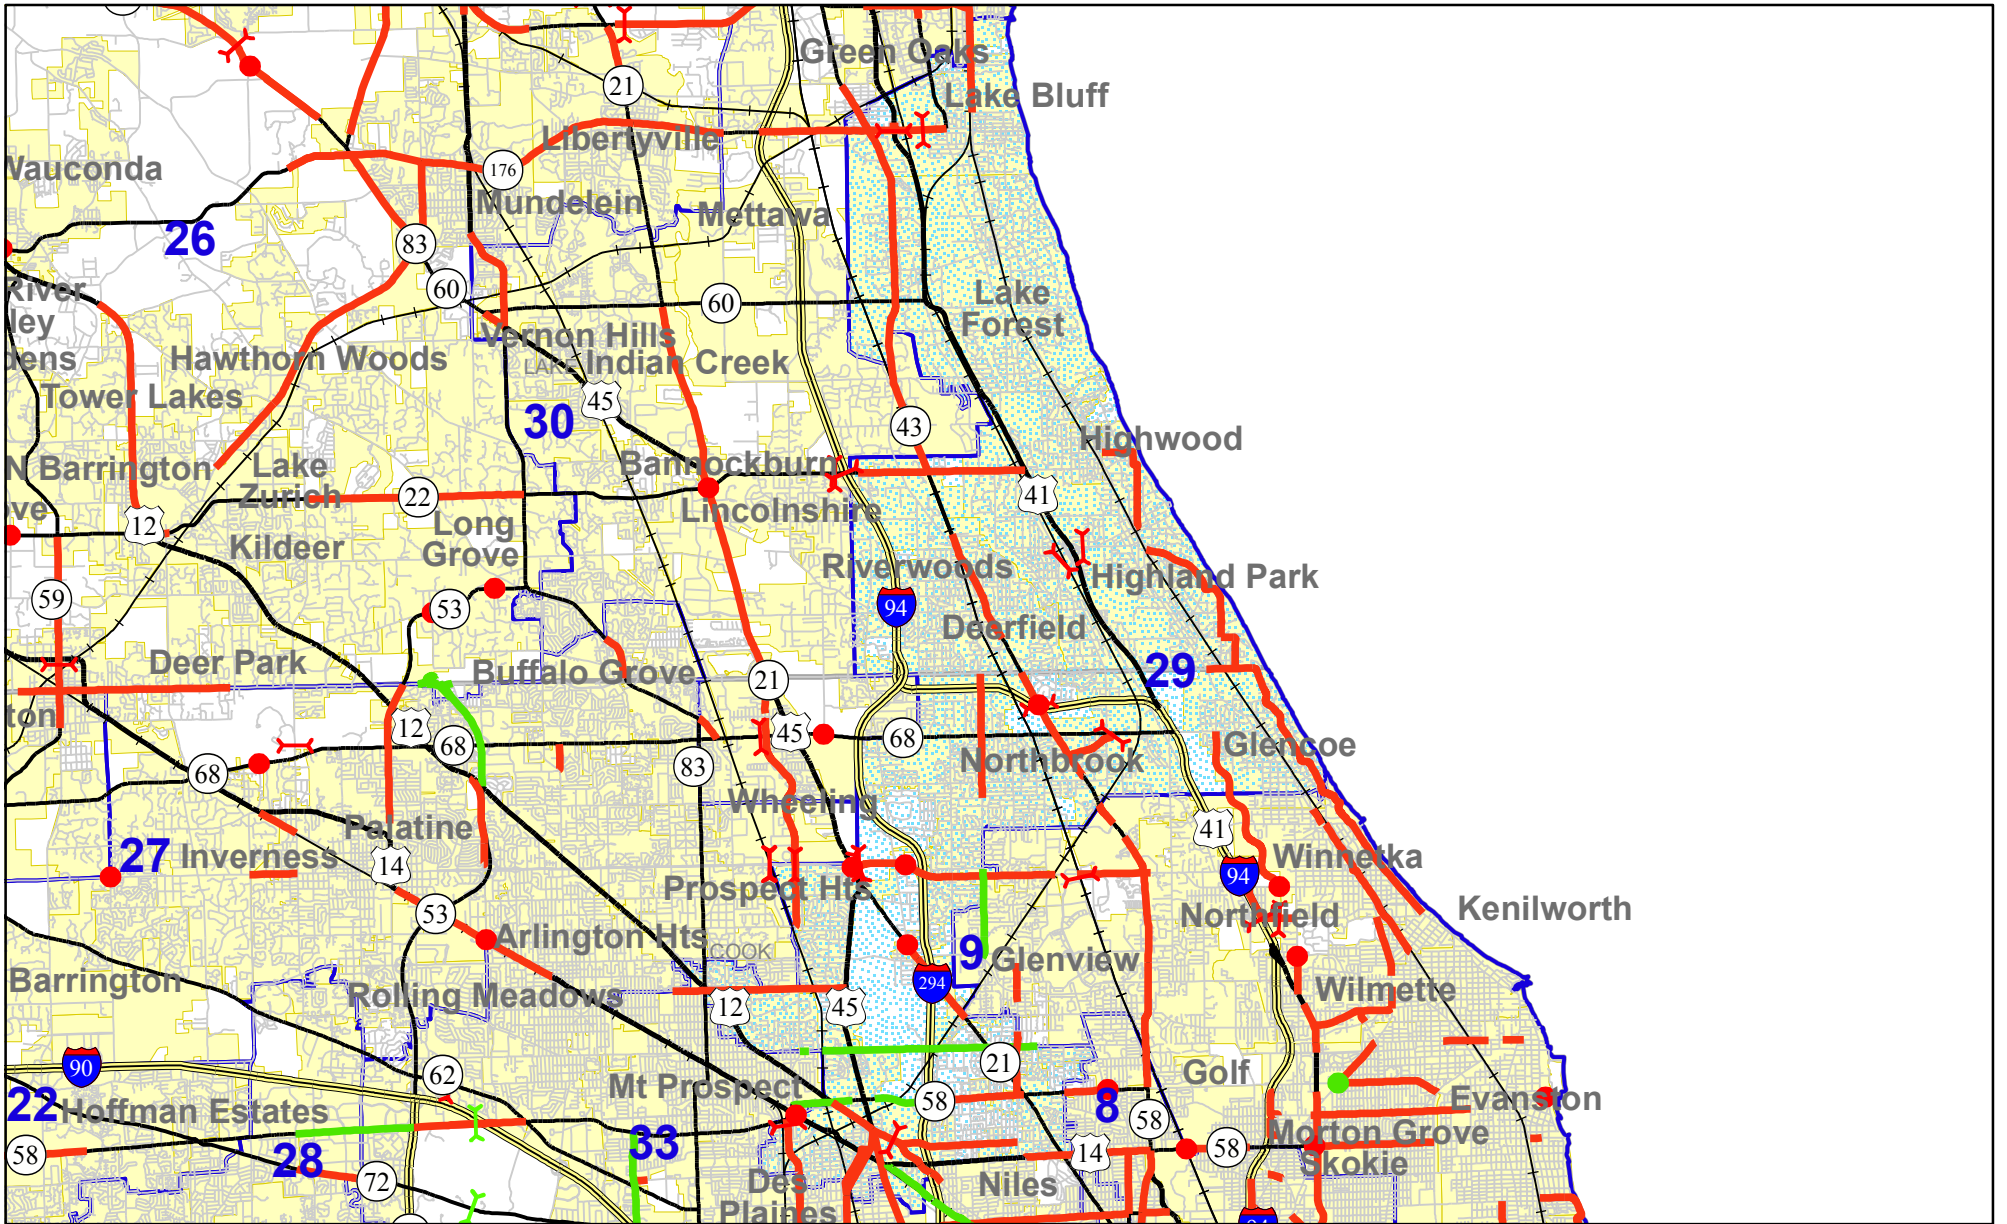 Green Oaks
21
Lake Bluff
Libertyville
Wauconda
176
Mundelein
Mettawa
26
83
60
60
River
ley
dens
Lake
Forest
Vernon Hills
LAKE
Indian Creek
Hawthorn Woods
Tower Lakes
45
30
43
Highwood
N Barrington
Lake
Zurich
Bannockburn
22
41
Lincolnshire
ove
12
Long
Grove
Kildeer
Riverwoods
Highland Park
59
53
94
Deerfield
Deer Park
Buffalo Grove
29
21
ton
12
68
45
68
Glencoe
Northbrook
68
83
Wheeling
Palatine
41
27
Inverness
14
Winnetka
94
Prospect Hts
53
Northfield
Kenilworth
Arlington Hts
COOK
9
Glenview
Barrington
294
Rolling Meadows
12
45
Wilmette
90
62
21
Golf
Mt Prospect
22
Hoffman Estates
58
8
Evanston
58
33
Morton Grove
58
28
14
58
Skokie
72
Des
Plaines
Niles
94